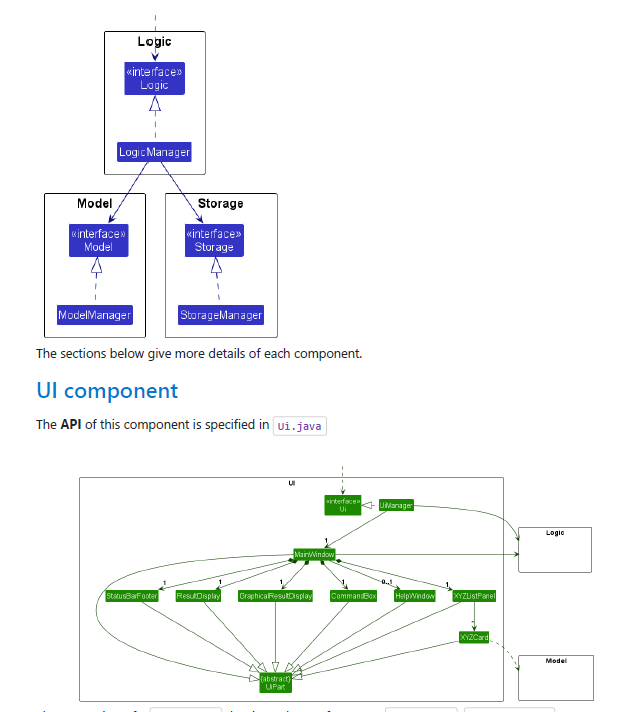 Logic
«interface»
Logic
LogicManager
Model
Storage
«interface»
Model
«interface»
Storage
ModelManager
StorageManager
The sections below give more details of each component.
UI component
The API of this component is specified in Ui.java
UI
«interface»
Ui
UiManager
Logic
1
MainWindow
1
1
1
1
0..1
1
StatusBarFooter
ResultDisplay
GraphicalResultDisplay
CommandBox
HelpWindow
XYZListPanel
*
XYZCard
Model
{abstract}
UiPart